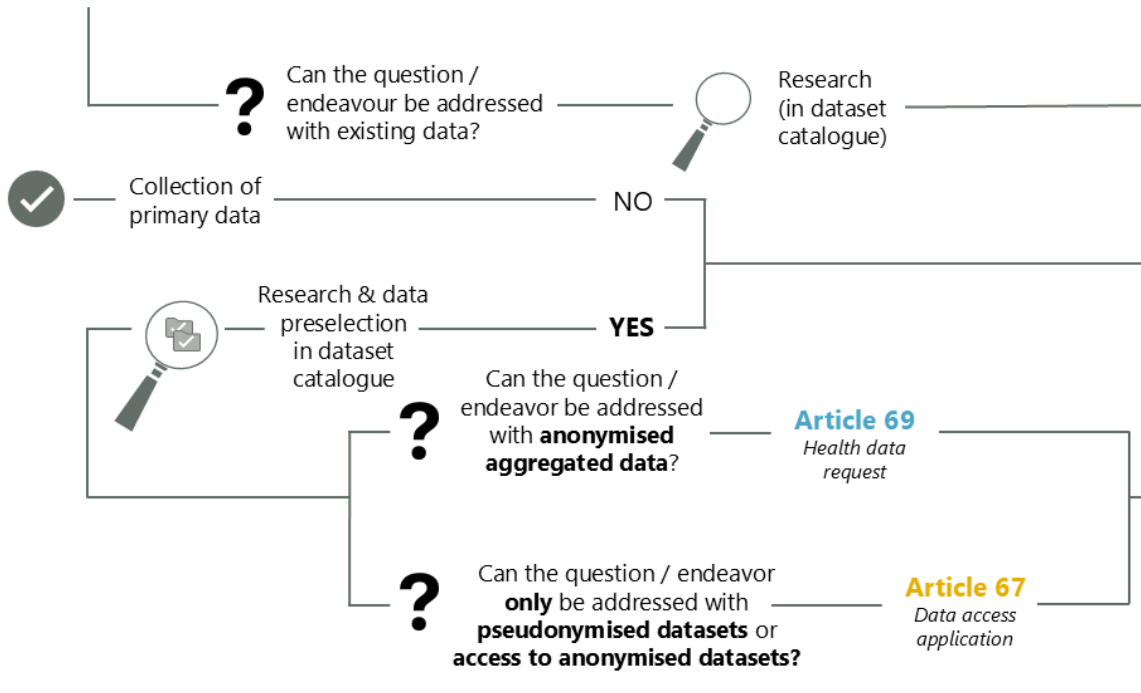 Can the question /
endeavour be addressed
with existing data?
Research
(in dataset
catalogue)
Collection of
primary data
NO
Research & data
preselection
in dataset
catalogue
YES
Can the question /
endeavor be addressed
with anonymised
aggregated data?
Article 69
Health data
request
Can the question / endeavor
only be addressed with
pseudonymised datasets or
access to anonymised datasets?
Article 67
Data access
application